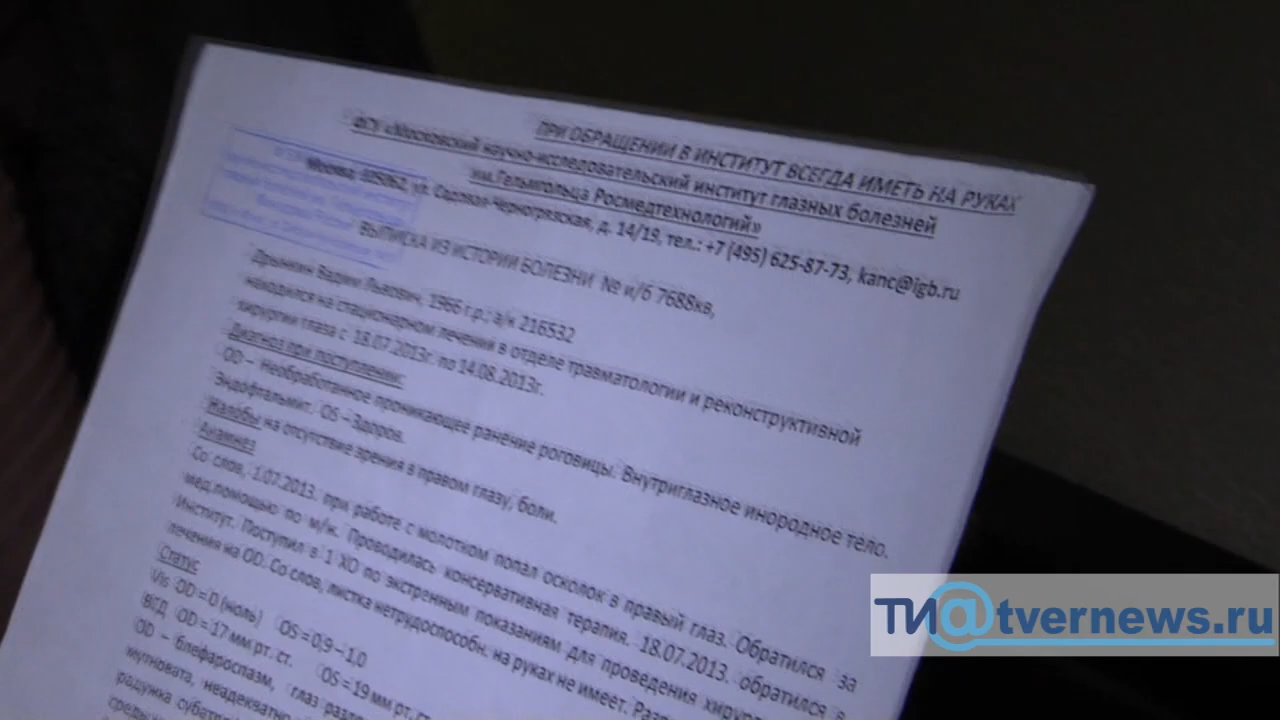 ПРИ ОБРАЩЕНИИ В ИНСТИТУТ ВСЕГДА ИМЕТЬ НА РУКАХ
ФГУ «Московский научно-исследовательский институт глазных болезней
им.Гельмгольца Росмедтехнологий»
Москва, 105062, ул. Садовая-Черногрязская, д. 14/19, тел.: +7 (495) 625-87-73, kanc@igb.ru
ВЫПИСКА ИЗ ИСТОРИИ БОЛЕЗНИ № и/б 7688кв,
Дрынкин Вадим Львович, 1966 г.р.; а/к 216532
находился на стационарном лечении в отделе травматологии и реконструктивной
хирургии глаза с 18.07.2013г. по 14.08.2013г.
Диагноз при поступлении:
OD – Необработанное проникающее ранение роговицы. Внутриглазное инородное тело.
Эндофтальмит. OS – Здоров.
Жалобы на отсутствие зрения в правом глазу, боли.
Анамнез
Со слов, 1.07.2013. при работе с молотком попал осколок в правый глаз. Обратился за
мед.помощью по м/ж. Проводилась консервативная терапия. 18.07.2013. обратился в
Институт. Поступил в 1 ХО по экстренным показаниям для проведения
лечения на OD. Со слов, листка нетрудоспособн. на руках не имеет.
Статус
Vis OD = 0 (ноль) OS = 0,9 – 1,0
ВГД OD = 17 мм рт. ст. OS = 19 мм рт. ст.
OD – блефароспазм, глаз
мутновата, неадекватно
радужка
ТИ@tvernews.ru